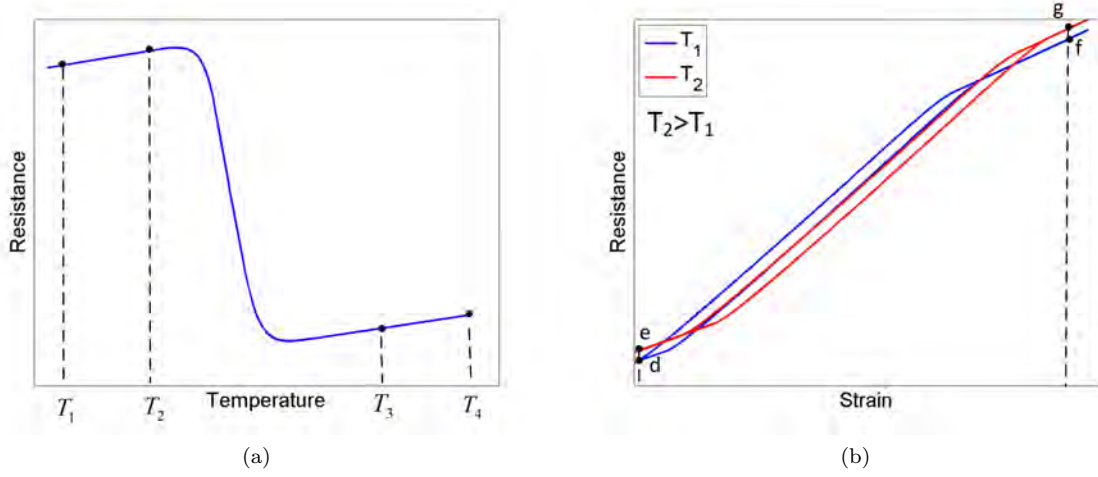 Resistance
T1
T2
Temperature
T3
T4
(a)
T1
T2
T2>T1
g
f
e
d
Resistance
Strain
(b)